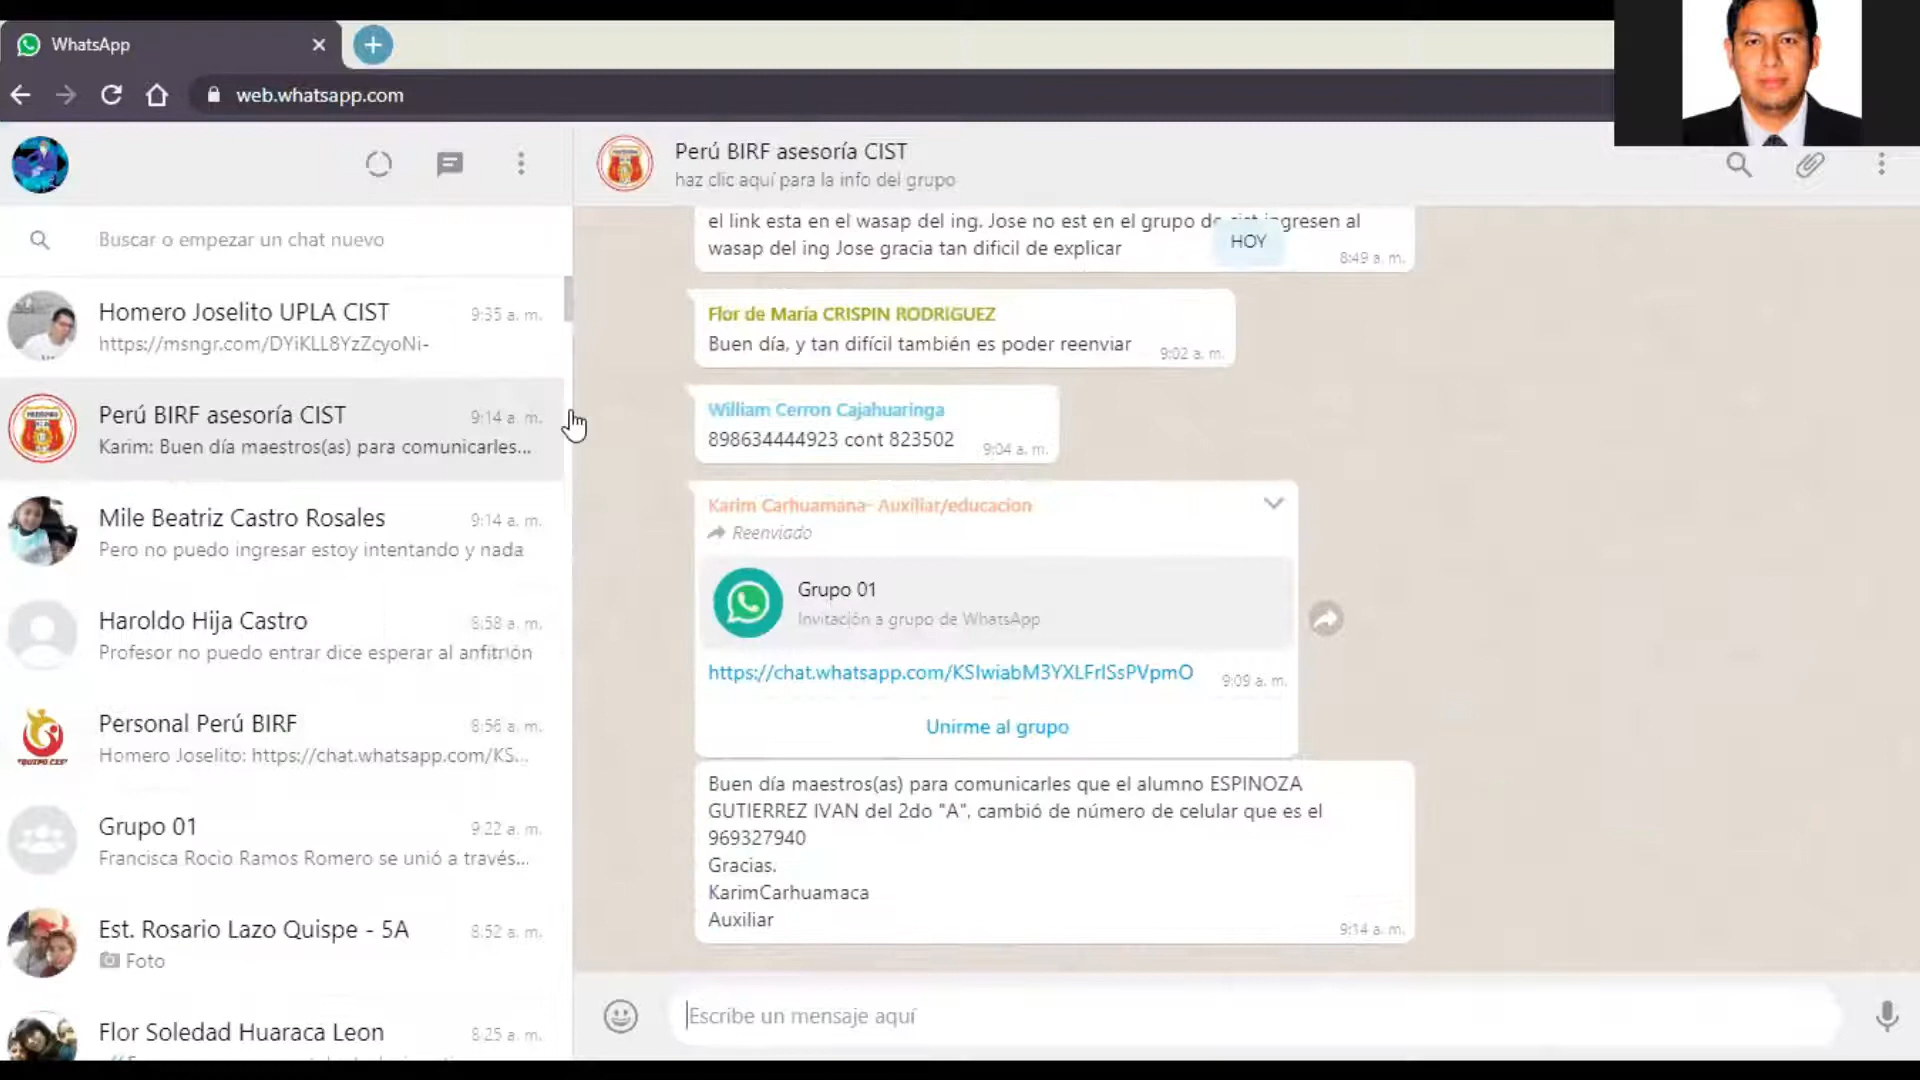 WhatsApp
web.whatsapp.com
Buscar o empezar un chat nuevo
Homero Joselito UPLA CIST
9:35 a. m.
https://msngr.com/DYiKLL8YzZcyoNi-
Perú BIRF asesoría CIST
9:14 a. m.
Karim: Buen día maestros(as) para comunicarles...
Mile Beatriz Castro Rosales
9:14 a. m.
Pero no puedo ingresar estoy intentando y nada
Haroldo Hija Castro
8:58 a. m.
Profesor no puedo entrar dice esperar al anfitrión
Personal Perú BIRF
8:56 a. m.
Homero Joselito: https://chat.whatsapp.com/KS...
Grupo 01
9:22 a. m.
Francisca Rocio Ramos Romero se unió a través...
Est. Rosario Lazo Quispe - 5A
8:52 a. m.
Foto
Flor Soledad Huaraca Leon
8:25 a. m.
Perú BIRF asesoría CIST
haz clic aquí para la info del grupo
el link esta en el wasap del ing. Jose no est en el grupo de cist ingresen al
HOY
wasap del ing Jose gracia tan dificil de explicar
8:49 a. m.
Flor de María CRISPIN RODRIGUEZ
Buen día, y tan difícil también es poder reenviar
9:02 a. m.
William Cerron Cajahuaringa
898634444923 cont 823502
9:04 a. m.
Karim Carhuamana- Auxiliar/educacion
Reenviado
Grupo 01
Invitación a grupo de WhatsApp
https://chat.whatsapp.com/KSIwiabM3YXLFrISsPVpmO
9:09 a. m.
Unirme al grupo
Buen día maestros(as) para comunicarles que el alumno ESPINOZA
GUTIERREZ IVAN del 2do "A", cambió de número de celular que es el
969327940
Gracias.
KarimCarhuamaca
Auxiliar
9:14 a. m.
Escribe un mensaje aquí